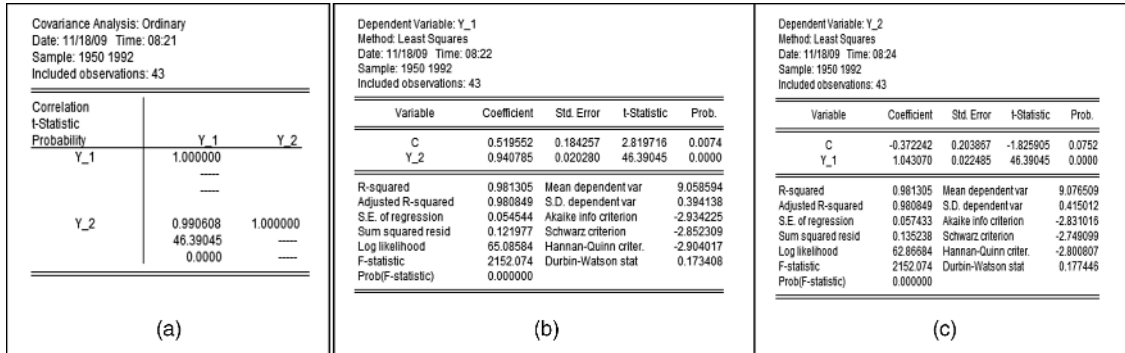 Covariance Analysis: Ordinary
Date: 11/18/09 Time: 08:21
Sample: 1950 1992
Included observations: 43
Correlation
t-Statistic
Probability Y_1 Y_2
Y_1 1.000000
-----
-----
Y_2 0.990608 1.000000
46.39045 -----
0.0000 -----
(a)
Dependent Variable: Y_1
Method: Least Squares
Date: 11/18/09 Time: 08:22
Sample: 1950 1992
Included observations: 43
Variable Coefficient Std. Error t-Statistic Prob.
C 0.519552 0.184257 2.819716 0.0074
Y_2 0.940785 0.020280 46.39045 0.0000
R-squared 0.981305 Mean dependent var 9.058594
Adjusted R-squared 0.980849 S.D. dependent var 0.394138
S.E. of regression 0.054544 Akaike info criterion -2.934225
Sum squared resid 0.121977 Schwarz criterion -2.852309
Log likelihood 65.08584 Hannan-Quinn criter. -2.904017
F-statistic 2152.074 Durbin-Watson stat 0.173408
Prob(F-statistic) 0.000000
(b)
Dependent Variable: Y_2
Method: Least Squares
Date: 11/18/09 Time: 08:24
Sample: 1950 1992
Included observations: 43
Variable Coefficient Std. Error t-Statistic Prob.
C -0.372242 0.203867 -1.825905 0.0752
Y_1 1.043070 0.022485 46.39045 0.0000
R-squared 0.981305 Mean dependent var 9.076509
Adjusted R-squared 0.980849 S.D. dependent var 0.415012
S.E. of regression 0.057433 Akaike info criterion -2.831016
Sum squared resid 0.135238 Schwarz criterion -2.749099
Log likelihood 62.86684 Hannan-Quinn criter. -2.800807
F-statistic 2152.074 Durbin-Watson stat 0.177446
Prob(F-statistic) 0.000000
(c)